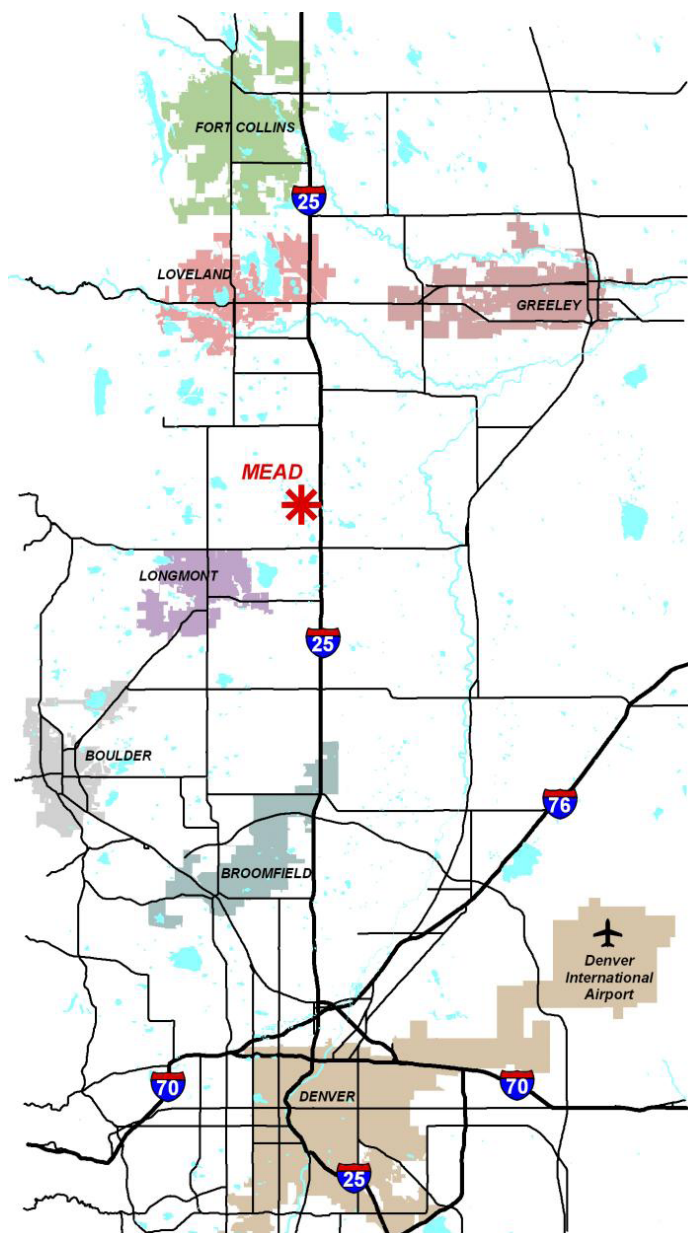 FORT COLLINS
25
LOVELAND
GREELEY
MEAD
LONGMONT
25
BOULDER
76
BROOMFIELD
Denver
International
Airport
70
DENVER
70
25